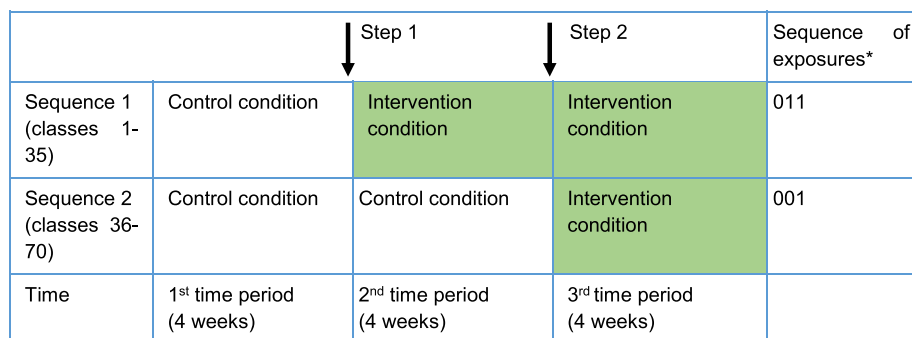 Step 1
Step 2
Sequence of
exposures*
Sequence 1
(classes 1-
35)
Control condition
Intervention
condition
Intervention
condition
011
Sequence 2
(classes 36-
70)
Control condition
Control condition
Intervention
condition
001
Time
1st time period
(4 weeks)
2nd time period
(4 weeks)
3rd time period
(4 weeks)